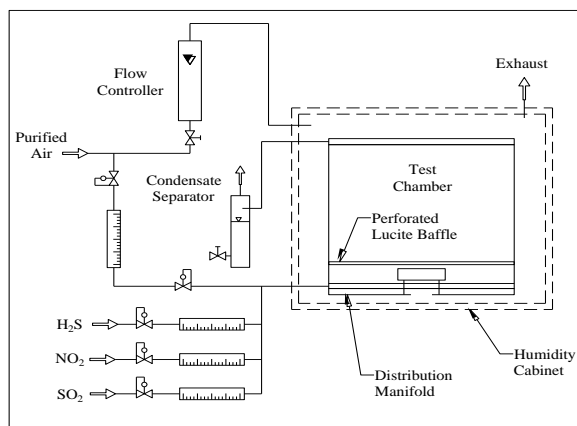 Exhaust
Flow
Controller
Purified
Air
Condensate
Separator
Test
Chamber
Perforated
Lucite Baffle
H2S
NO2
SO2
Distribution
Manifold
Humidity
Cabinet